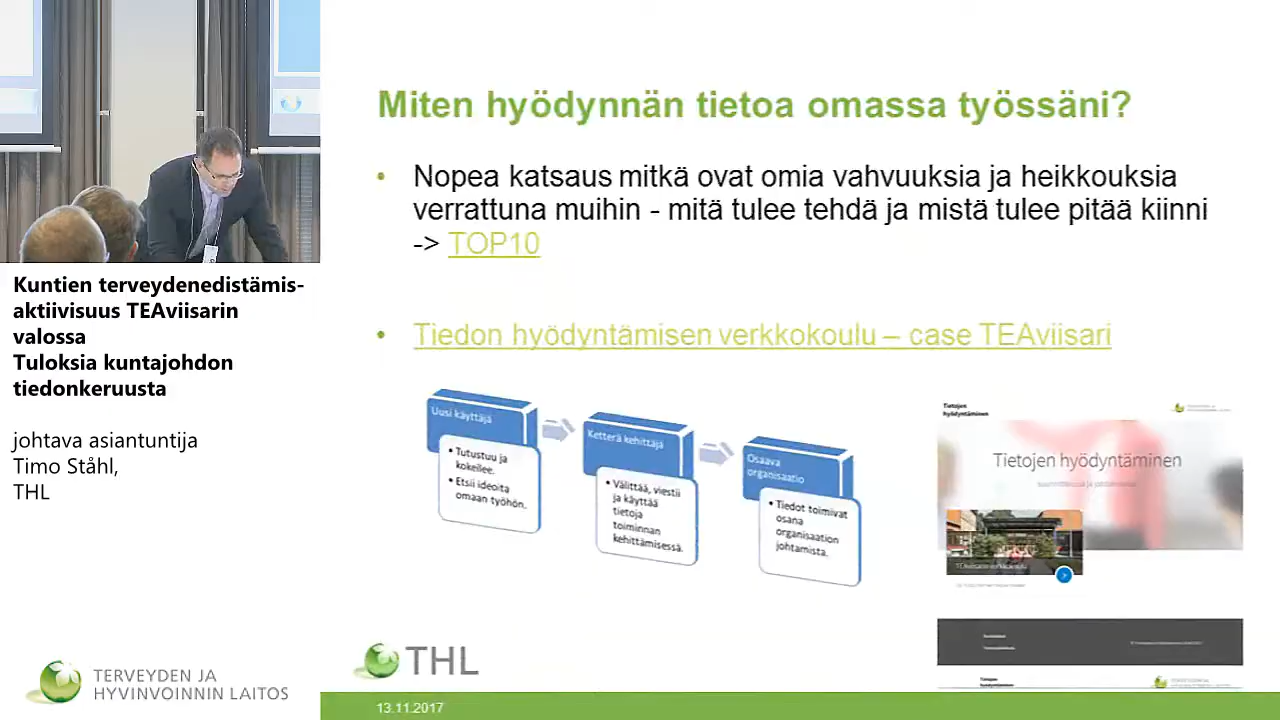 Kuntien terveydenedistämis-
aktiivisuus TEAviisarin
valossa
Tuloksia kuntajohdon
tiedonkeruusta
johtava asiantuntija
Timo Ståhl,
THL
TERVEYDEN JA
HYVINVOINNIN LAITOS
Miten hyödynnän tietoa omassa työssäni?
• Nopea katsaus mitkä ovat omia vahvuuksia ja heikkouksia
verrattuna muihin - mitä tulee tehdä ja mistä tulee pitää kiinni
-> TOP10
• Tiedon hyödyntämisen verkkokoulu – case TEAviisari
Uusi käyttäjä
• Tutustuu ja
kokeilee.
• Etsii ideoita
omaan työhön.
Ketterä kehittäjä
• Välittää, viestii
ja käyttää
tietoja
toiminnan
kehittämisessä.
Osaava
organisaatio
• Tiedot toimivat
osana
organisaation
johtamista.
Tietojen
hyödyntäminen
Tietojen hyödyntäminen
TEAviisarin verkkokoulu
Tietojen
hyödyntäminen
THL
13.11.2017